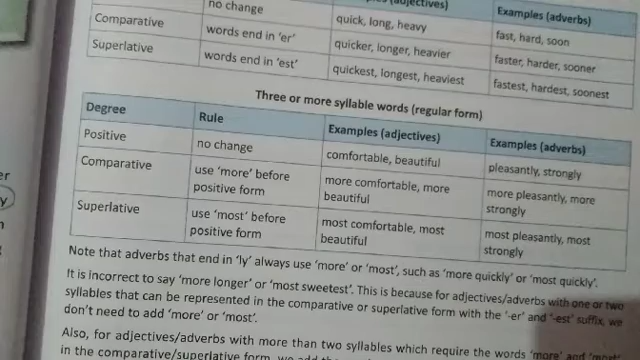 (adjectives)
Examples (adverbs)
no change
quick, long, heavy
fast, hard, soon
Comparative
words end in 'er'
quicker, longer, heavier
faster, harder, sooner
Superlative
words end in 'est'
quickest, longest, heaviest
fastest, hardest, soonest
Three or more syllable words (regular form)
Degree
Rule
Examples (adjectives)
Examples (adverbs)
Positive
no change
comfortable, beautiful
pleasantly, strongly
Comparative
use 'more' before
positive form
more comfortable, more
beautiful
more pleasantly, more
strongly
Superlative
use 'most' before
positive form
most comfortable, most
beautiful
most pleasantly, most
strongly
Note that adverbs that end in 'ly' always use 'more' or 'most', such as 'more quickly' or 'most quickly'.
It is incorrect to say 'more longer' or 'most sweetest'. This is because for adjectives/adverbs with one or two
syllables that can be represented in the comparative or superlative form with the '-er' and '-est' suffix, we
don't need to add 'more' or 'most'.
Also, for adjectives/adverbs with more than two syllables which require the words 'more' and 'most'
in the comparative/superlative form, we add